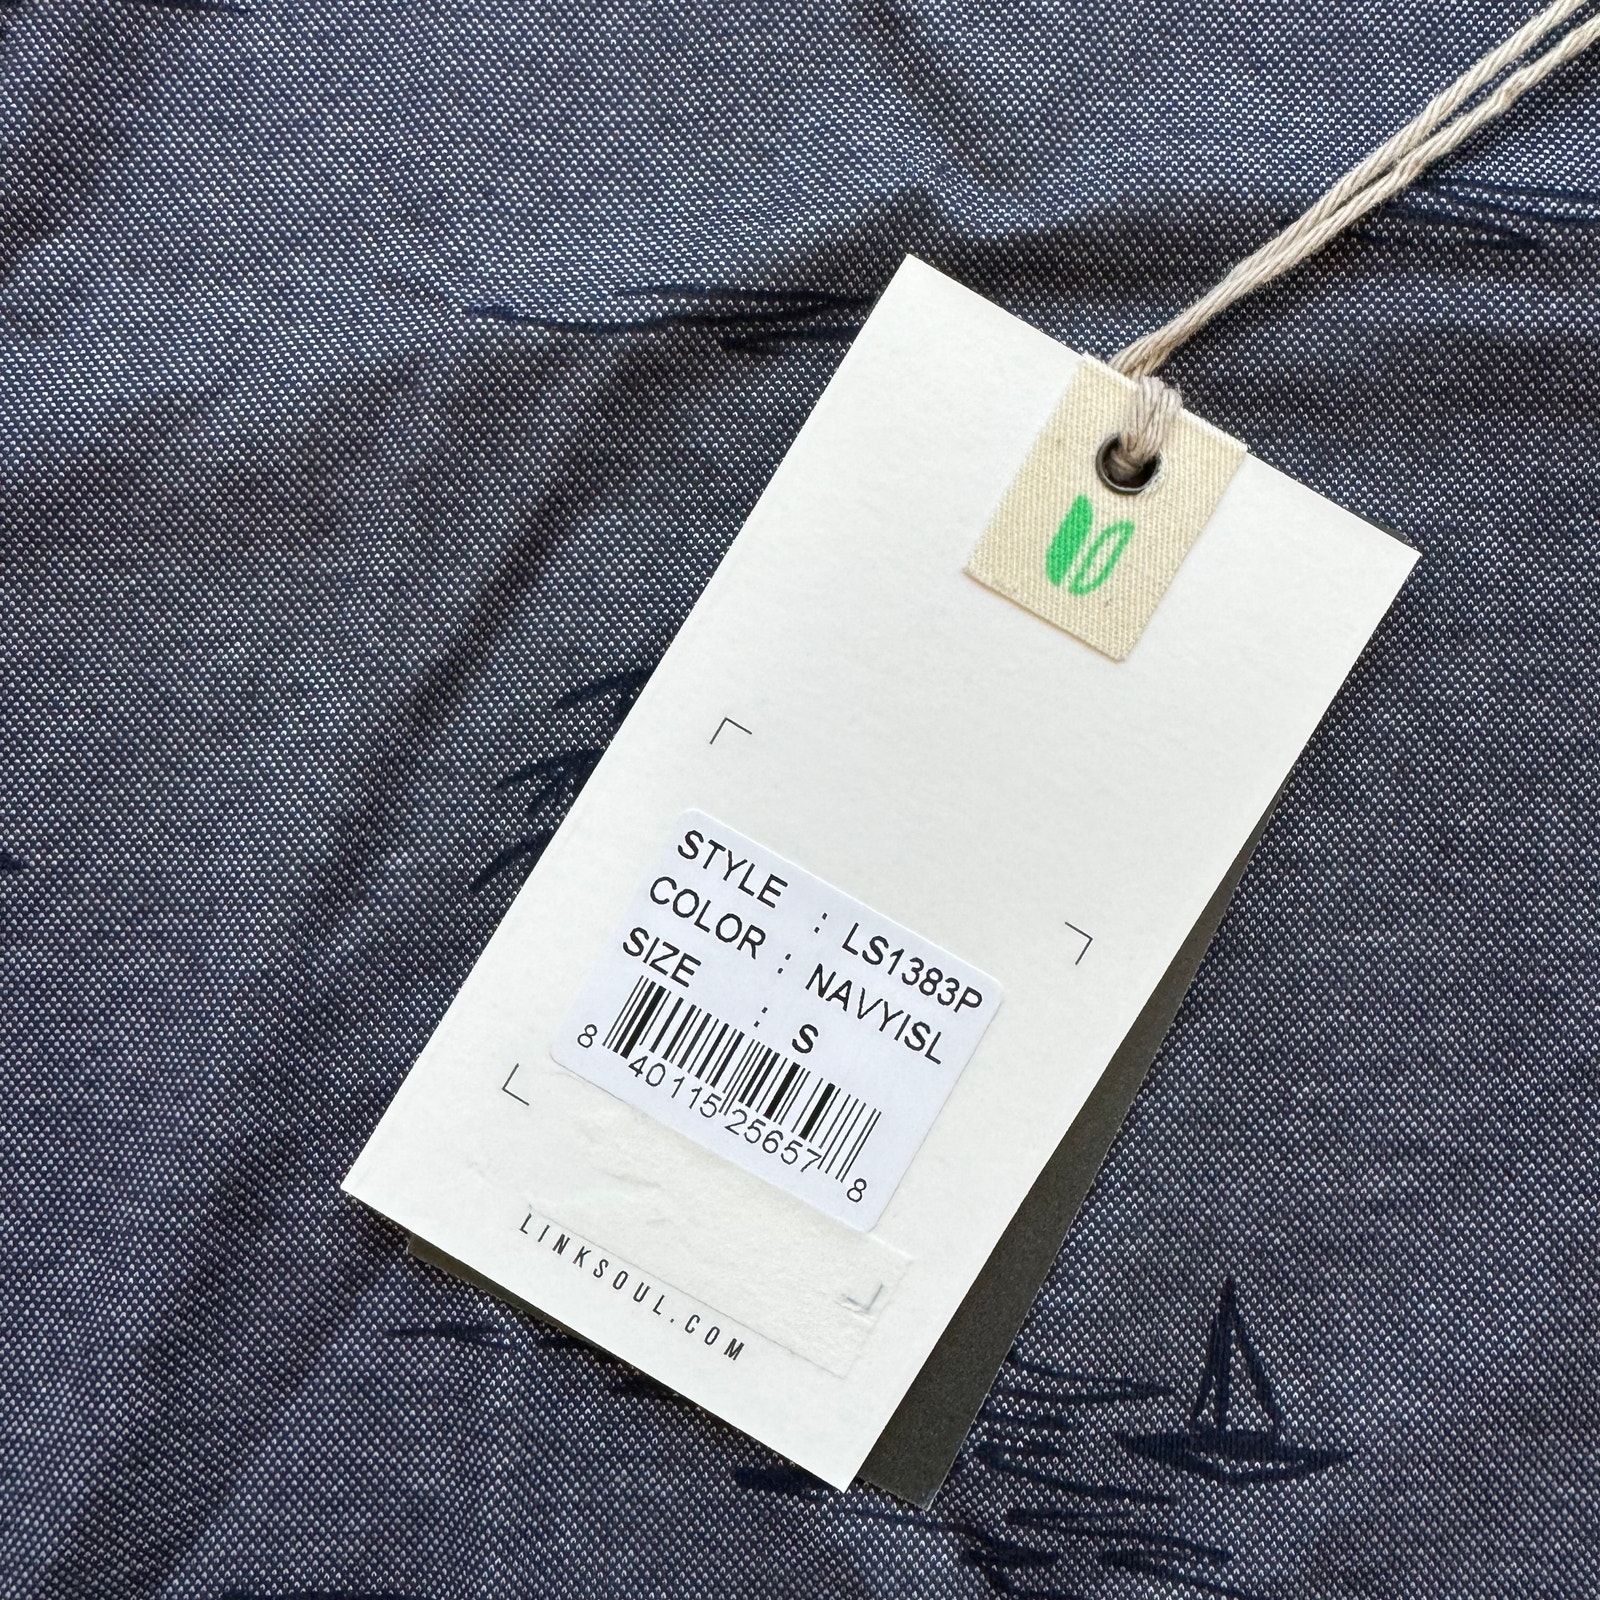 STYLE : LS1383P
COLOR : NAVYISL
SIZE : S
8 40115 25657 8
LINKSOUL.COM